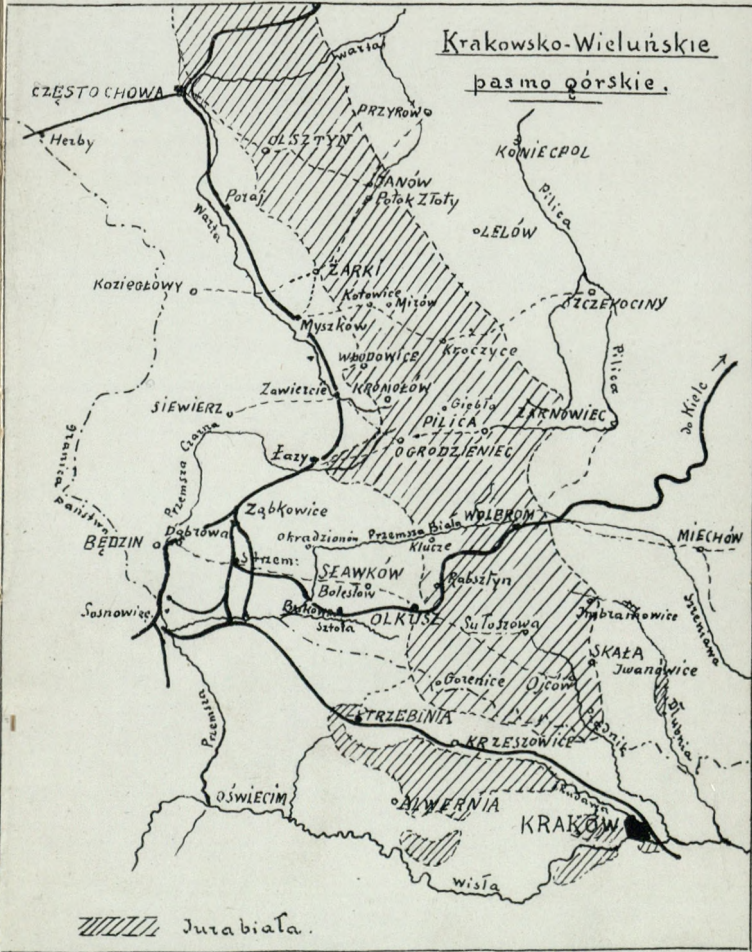 Krakowsko-Wieluńskie
pasmo górskie.
Warta
CZĘSTOCHOWA
PRZYRÓW
Herby
OLSZTYN
KONIECPOL
JANÓW
Potok Złoty
Poraj
Pilica
Warta
LELÓW
ŻARKI
KOZIEGŁOWY
Kotowice
Mirów
SZCZEKOCINY
Myszków
Kroczyce
WŁODOWICE
Pilica
Zawiercie
KROMOŁÓW
SIEWIERZ
Giebło
ŻARNOWIEC
PILICA
do Kielc
Przemsza Czarna
OGRODZIENIEC
Łazy
granica państwa
Ząbkowice
WOLBROM
Dąbrowa
Przemsza Biała
BĘDZIN
Okradzionów
Klucze
MIECHÓW
Strzem:
SŁAWKÓW
Rabsztyn
Bolesław
Sosnowiec
Bukowno
OLKUSZ
Sułoszowa
Imbramowice
Szreniawa
Sztoła
SKAŁA
Iwanowice
Gorenice
Ojców
Przemsza
TRZEBINIA
Prądnik
Dłubnia
KRZESZOWICE
Rudawa
OŚWIĘCIM
ALWERNIA
KRAKÓW
Wisła
Jura biała.